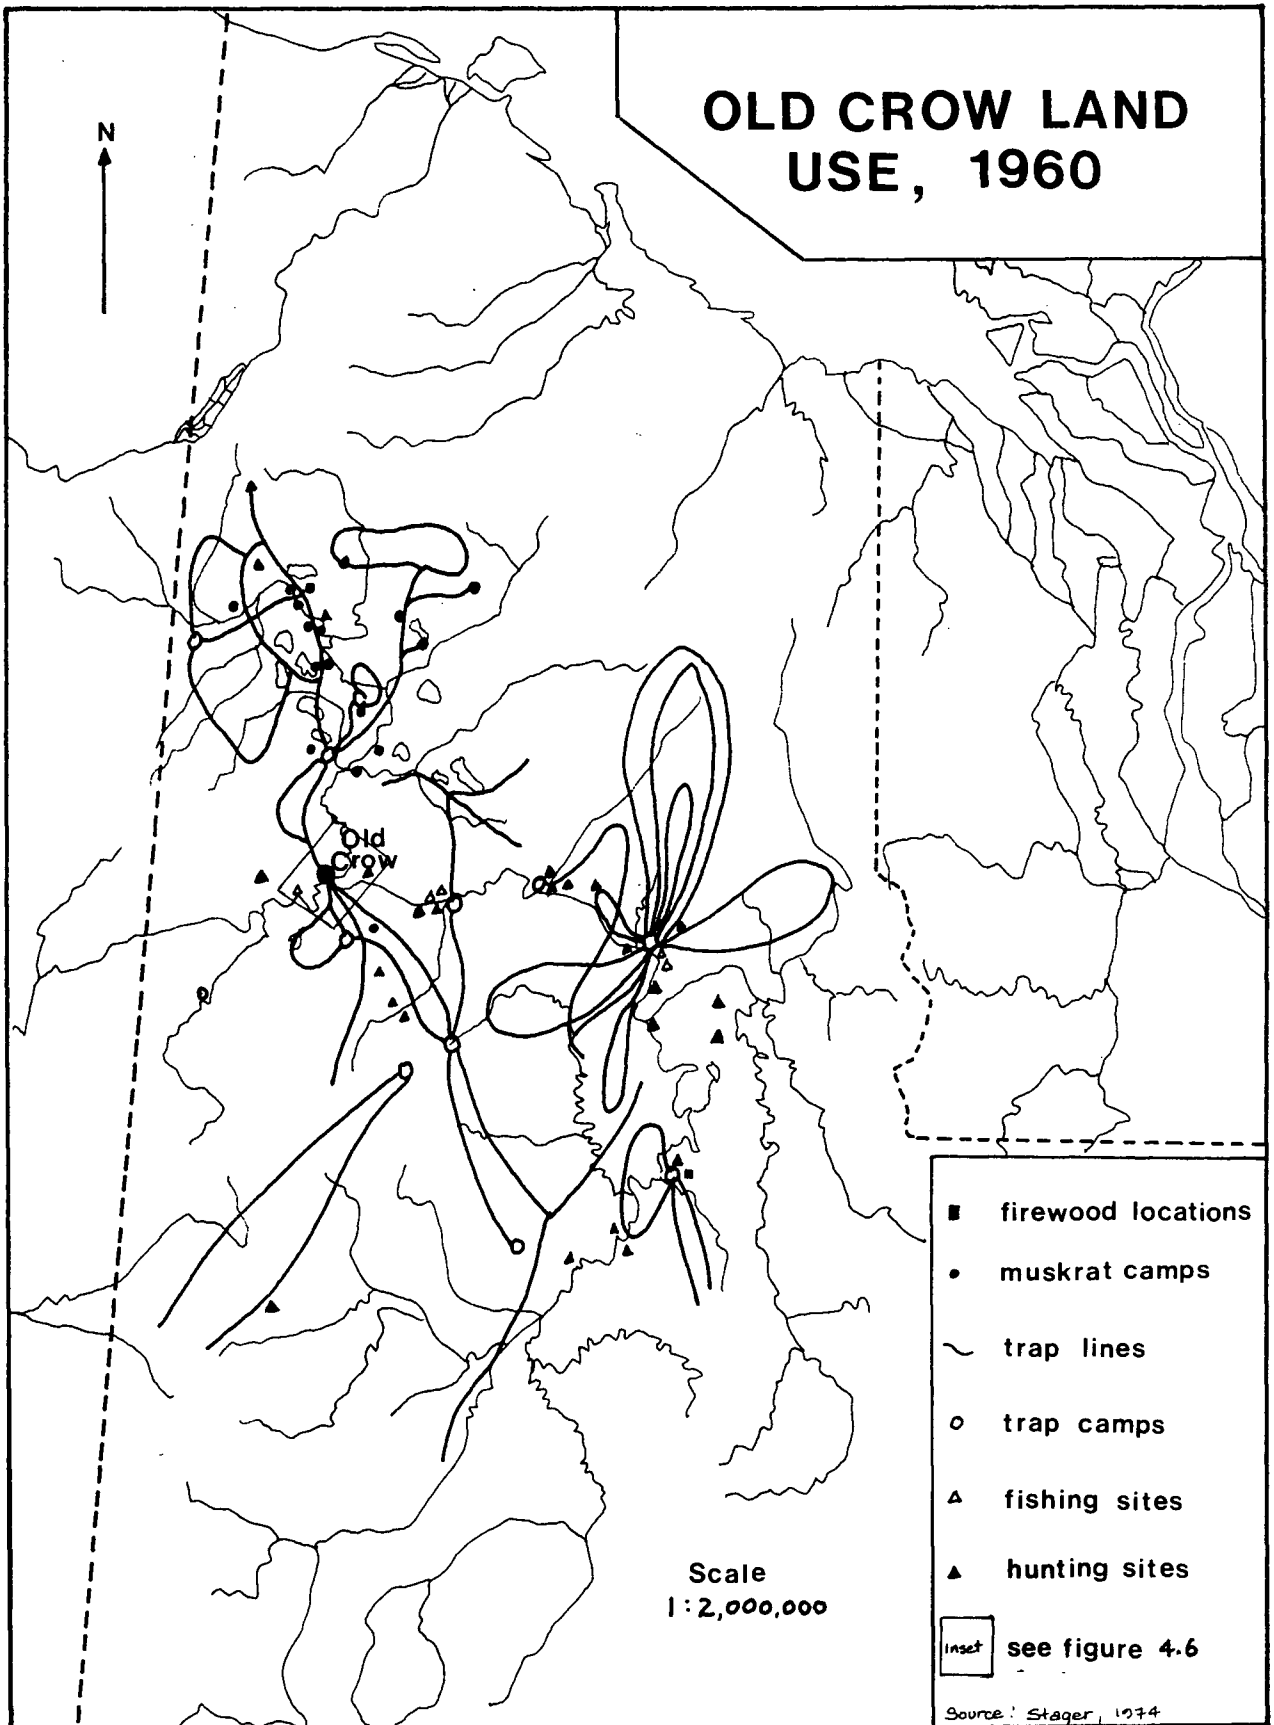 OLD CROW LAND
USE, 1960
N
Old
Crow
firewood locations
muskrat camps
trap lines
trap camps
fishing sites
hunting sites
Inset see figure 4.6
Scale
1:2,000,000
Source: Stager, 1974